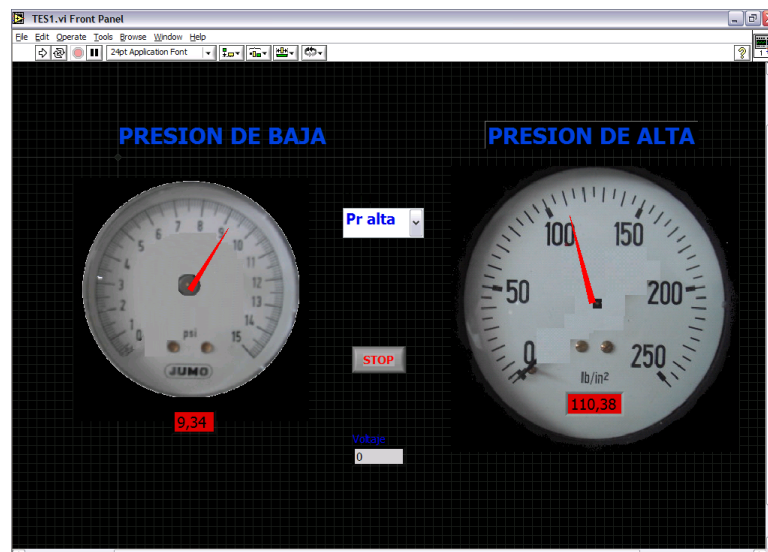 TES1.vi Front Panel
File Edit Operate Tools Browse Window Help
24pt Application Font
?
PRESION DE BAJA
PRESION DE ALTA
Pr alta
0 1 2 3 4 5 6 7 8 9 10 11 12 13 14 15
psi
JUMO
9,34
STOP
Voltaje
0
0 50 100 150 200 250
lb/in²
110,38